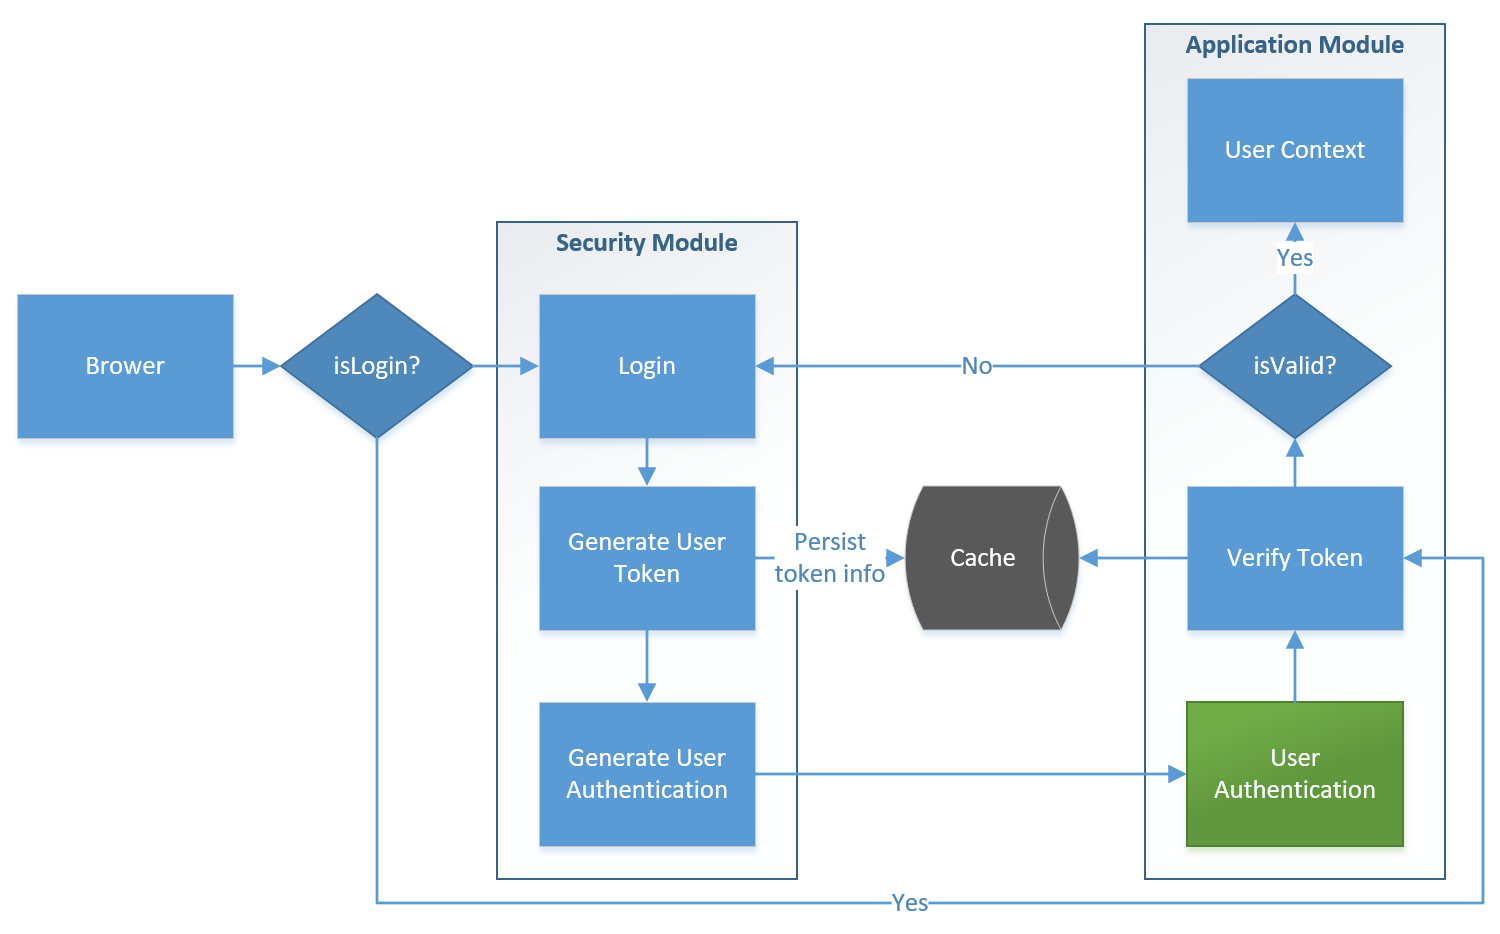 Application Module
User Context
Yes
Security Module
Brower
isLogin?
Login
No
isValid?
Generate User
Token
Persist
token info
Cache
Verify Token
Generate User
Authentication
User
Authentication
Yes